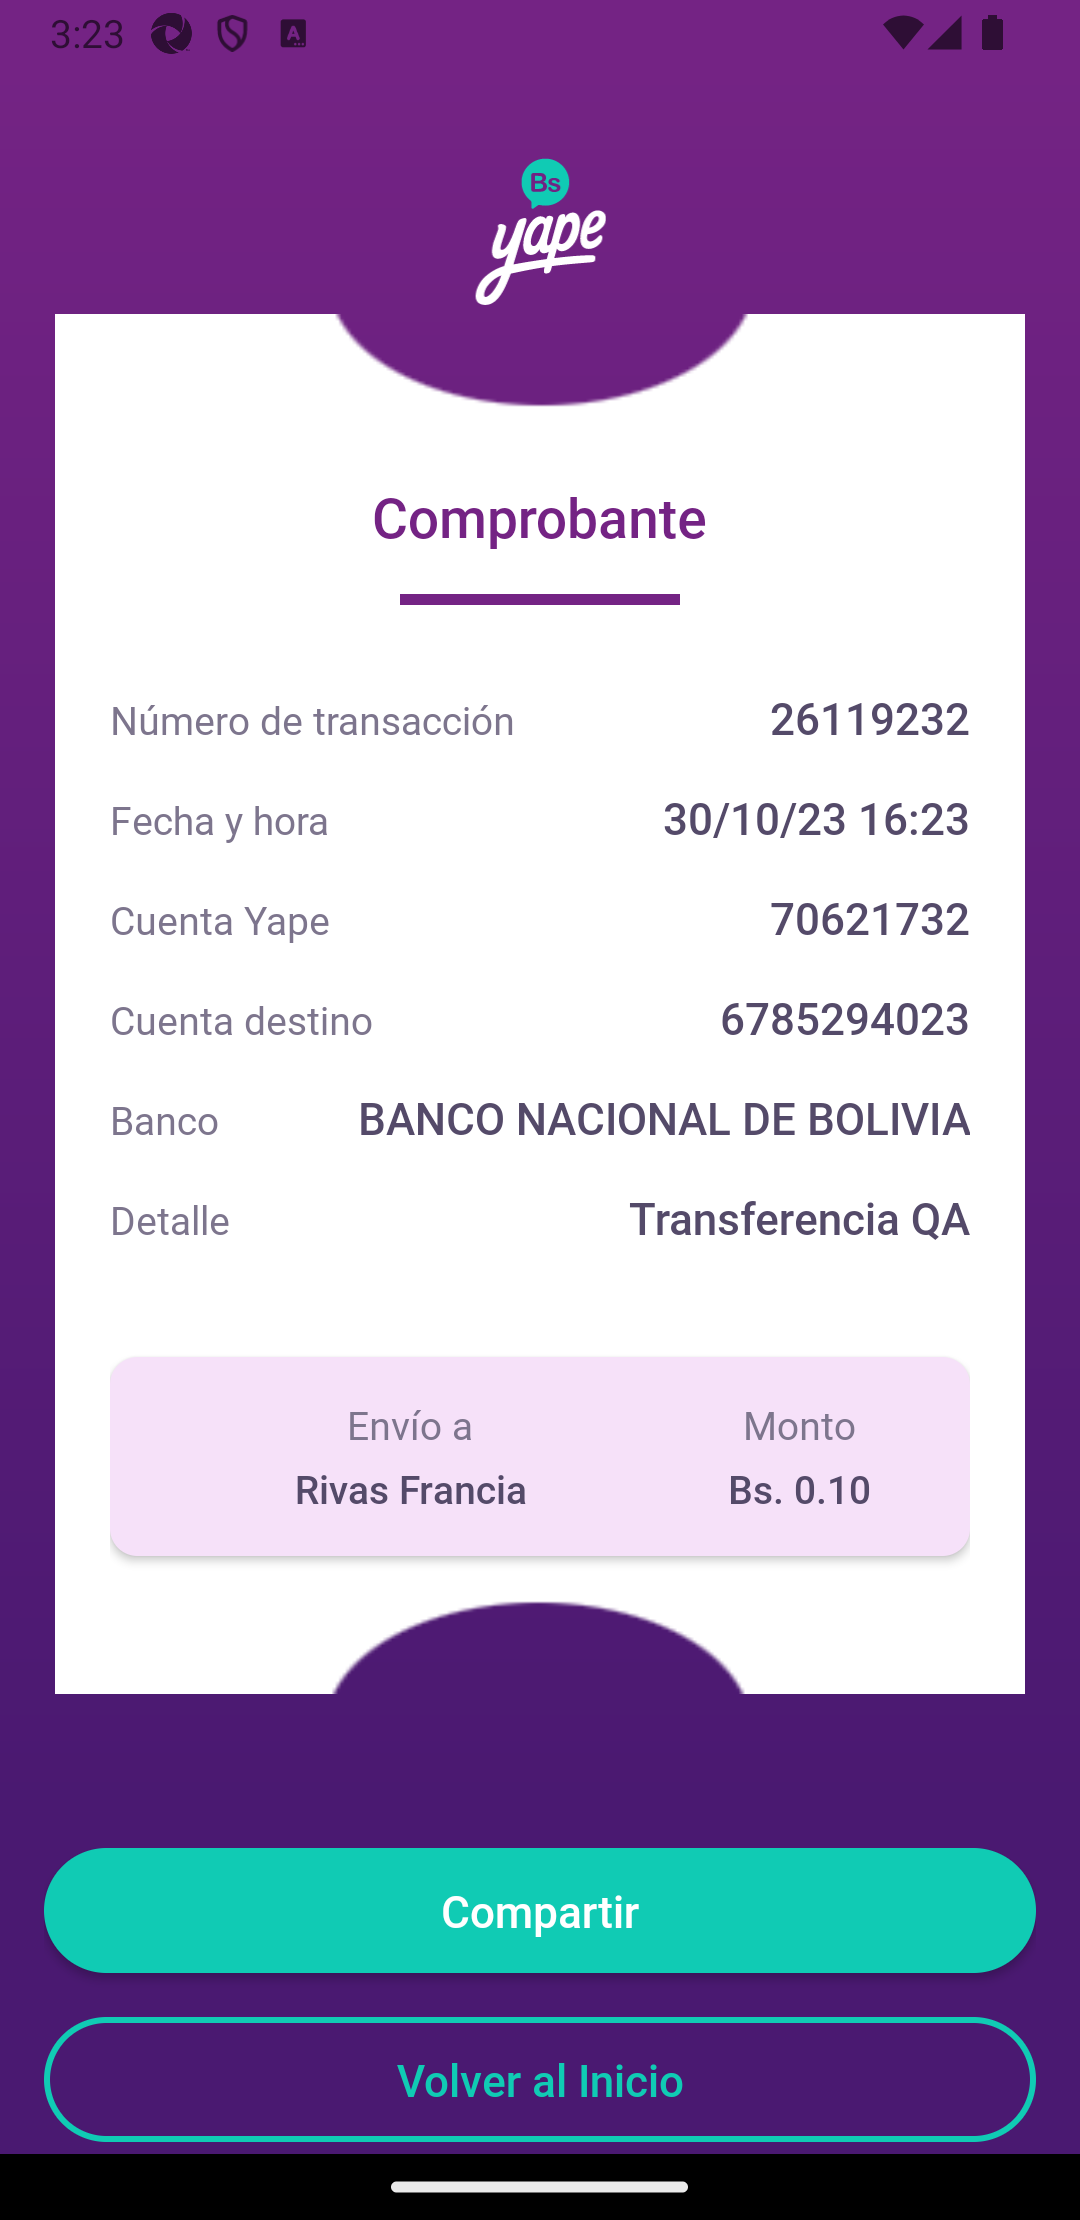 3:23
Bs
yape
Comprobante
Número de transacción 26119232
Fecha y hora 30/10/23 16:23
Cuenta Yape 70621732
Cuenta destino 6785294023
Banco BANCO NACIONAL DE BOLIVIA
Detalle Transferencia QA
Envío a Monto
Rivas Francia Bs. 0.10
Compartir
Volver al Inicio